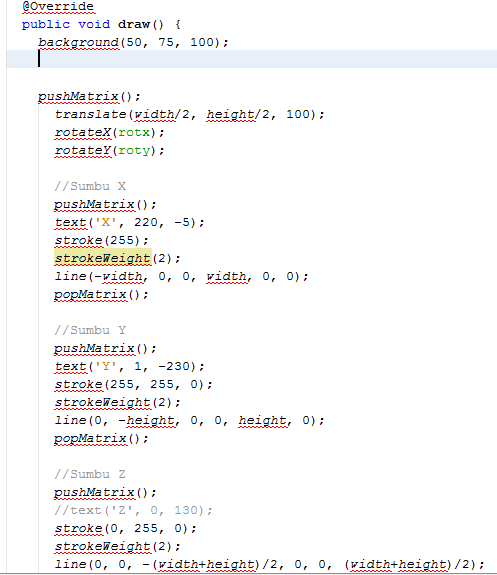 @Override
public void draw() {
background(50, 75, 100);
pushMatrix();
translate(width/2, height/2, 100);
rotateX(rotx);
rotateY(roty);
//Sumbu X
pushMatrix();
text('X', 220, -5);
stroke(255);
strokeWeight(2);
line(-width, 0, 0, width, 0, 0);
popMatrix();
//Sumbu Y
pushMatrix();
text('Y', 1, -230);
stroke(255, 255, 0);
strokeWeight(2);
line(0, -height, 0, 0, height, 0);
popMatrix();
//Sumbu Z
pushMatrix();
//text('Z', 0, 130);
stroke(0, 255, 0);
strokeWeight(2);
line(0, 0, -(width+height)/2, 0, 0, (width+height)/2);